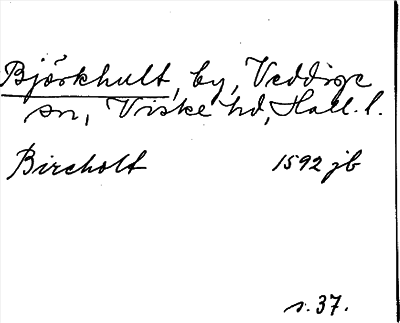 Björkhult, by, Veddige
sn, Viske hd, Hall. l.
Bircholt 1592 jb
s. 37.